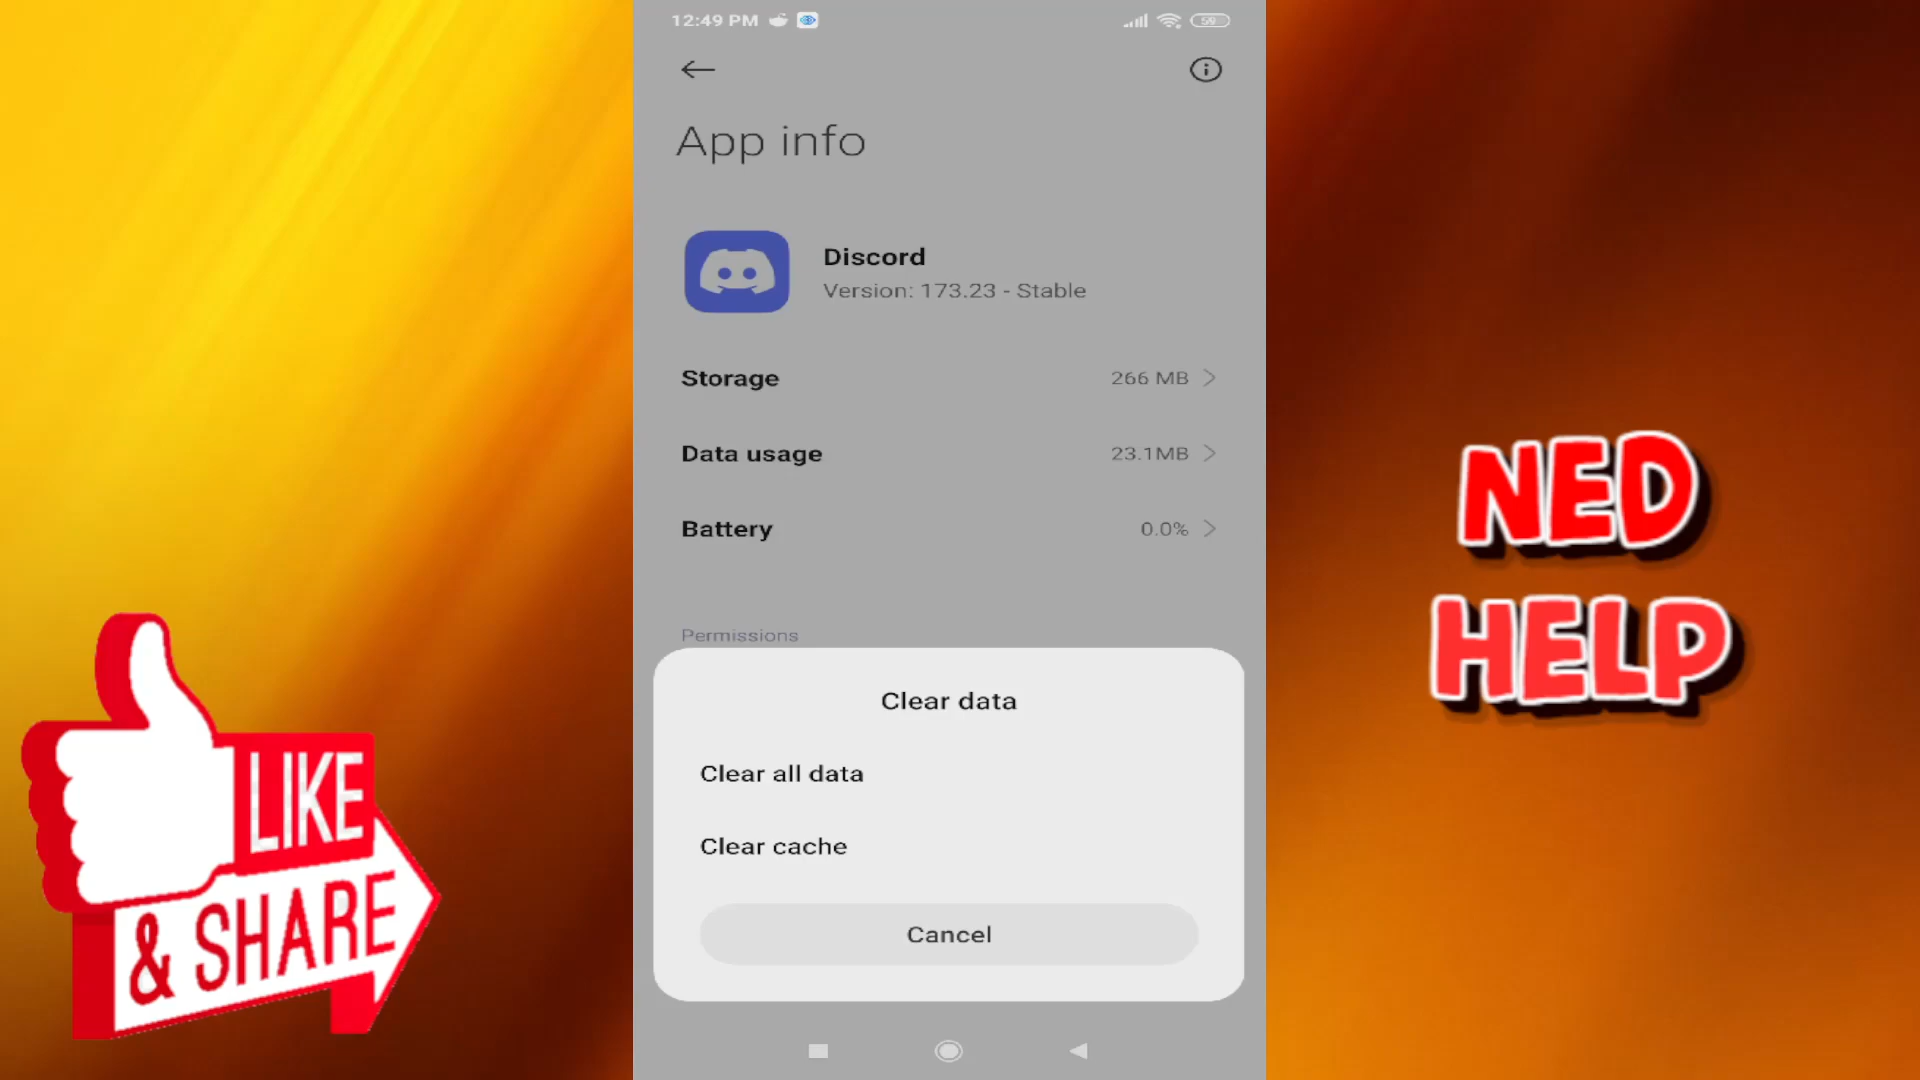 12:49 PM
59
App info
Discord
Version: 173.23 - Stable
Storage 266 MB
Data usage 23.1MB
Battery 0.0%
Permissions
Clear data
Clear all data
Clear cache
Cancel
LIKE
& SHARE
NED
HELP